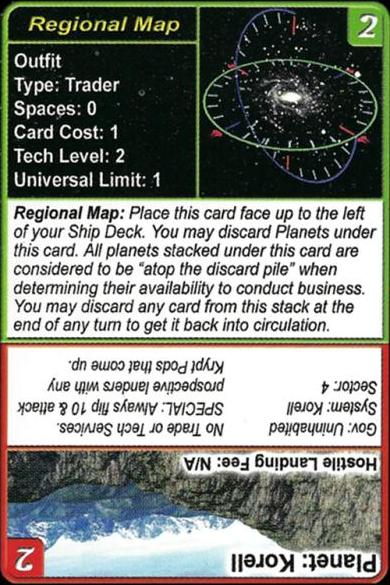 Regional Map
2
Outfit
Type: Trader
Spaces: 0
Card Cost: 1
Tech Level: 2
Universal Limit: 1
Regional Map: Place this card face up to the left
of your Ship Deck. You may discard Planets under
this card. All planets stacked under this card are
considered to be “atop the discard pile” when
determining their availability to conduct business.
You may discard any card from this stack at the
end of any turn to get it back into circulation.
Planet: Korell
2
Hostile Landing Fee: N/A
Gov: Uninhabited
System: Korell
Sector: 4
No Trade or Tech Services.
SPECIAL: Always flip 10 & attack
prospective landers with any
Krypt Pods that come up.